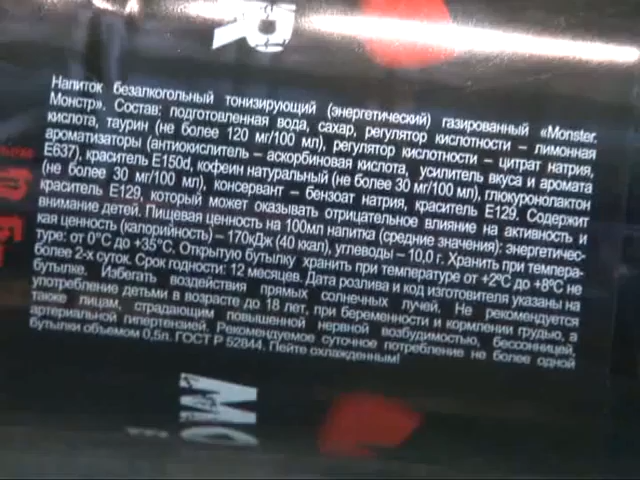 Напиток безалкогольный тонизирующий (энергетический) газированный «Monster.
Монстр». Состав: подготовленная вода, сахар, регулятор кислотности – лимонная
кислота, таурин (не более 120 мг/100 мл), регулятор кислотности – цитрат натрия,
ароматизаторы (антиокислитель – аскорбиновая кислота, усилитель вкуса и аромата
Е637), краситель Е150d, кофеин натуральный (не более 30 мг/100 мл), глюкуронолактон
(не более 30 мг/100 мл), консервант – бензоат натрия, краситель Е129. Содержит
краситель Е129, который может оказывать отрицательное влияние на активность и
внимание детей. Пищевая ценность на 100мл напитка (средние значения): энергетичес-
кая ценность (калорийность) – 170кДж (40 ккал), углеводы – 10,0 г. Хранить при темпера-
туре: от 0°С до +35°С. Открытую бутылку хранить при температуре от +2°С до +8°С не
более 2-х суток. Срок годности: 12 месяцев. Дата розлива и код изготовителя указаны на
бутылке. Избегать воздействия прямых солнечных лучей. Не рекомендуется
употребление детьми в возрасте до 18 лет, при беременности и кормлении грудью, а
также лицам, страдающим повышенной нервной возбудимостью, бессонницей,
артериальной гипертензией. Рекомендуемое суточное потребление не более одной
бутылки объемом 0,5л. ГОСТ Р 52844. Пейте охлажденным!